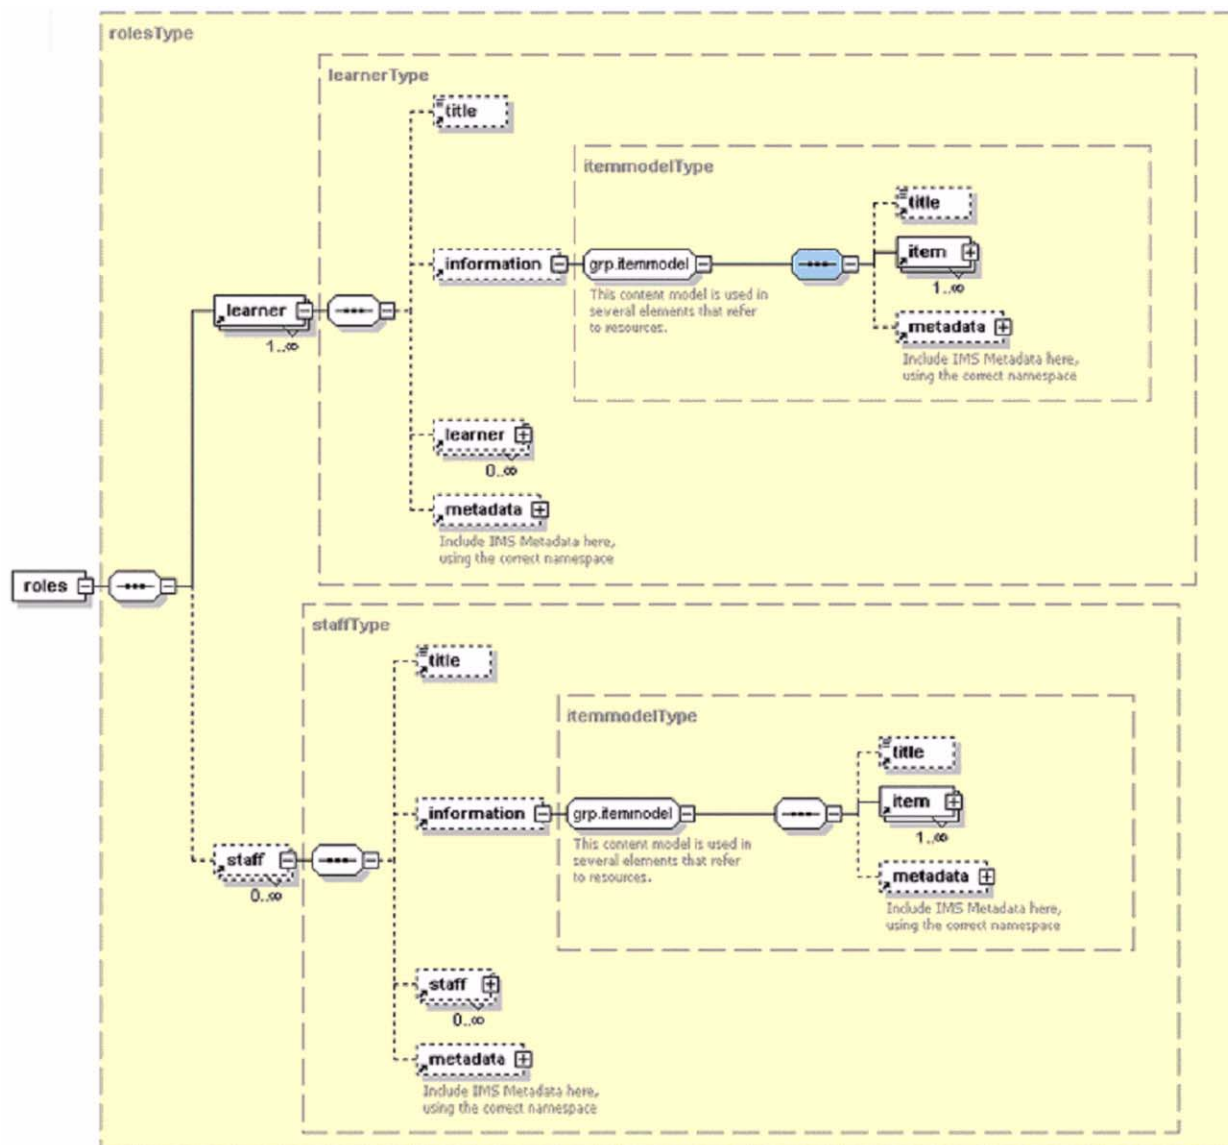 rolesType
learnerType
title
itemmodelType
title
information
grp.itemmodel
item
This content model is used in
several elements that refer
to resources.
1..∞
learner
1..∞
metadata
Include IMS Metadata here,
using the correct namespace
learner
0..∞
metadata
Include IMS Metadata here,
using the correct namespace
roles
staffType
title
itemmodelType
title
information
grp.itemmodel
item
This content model is used in
several elements that refer
to resources.
1..∞
staff
0..∞
metadata
Include IMS Metadata here,
using the correct namespace
staff
0..∞
metadata
Include IMS Metadata here,
using the correct namespace